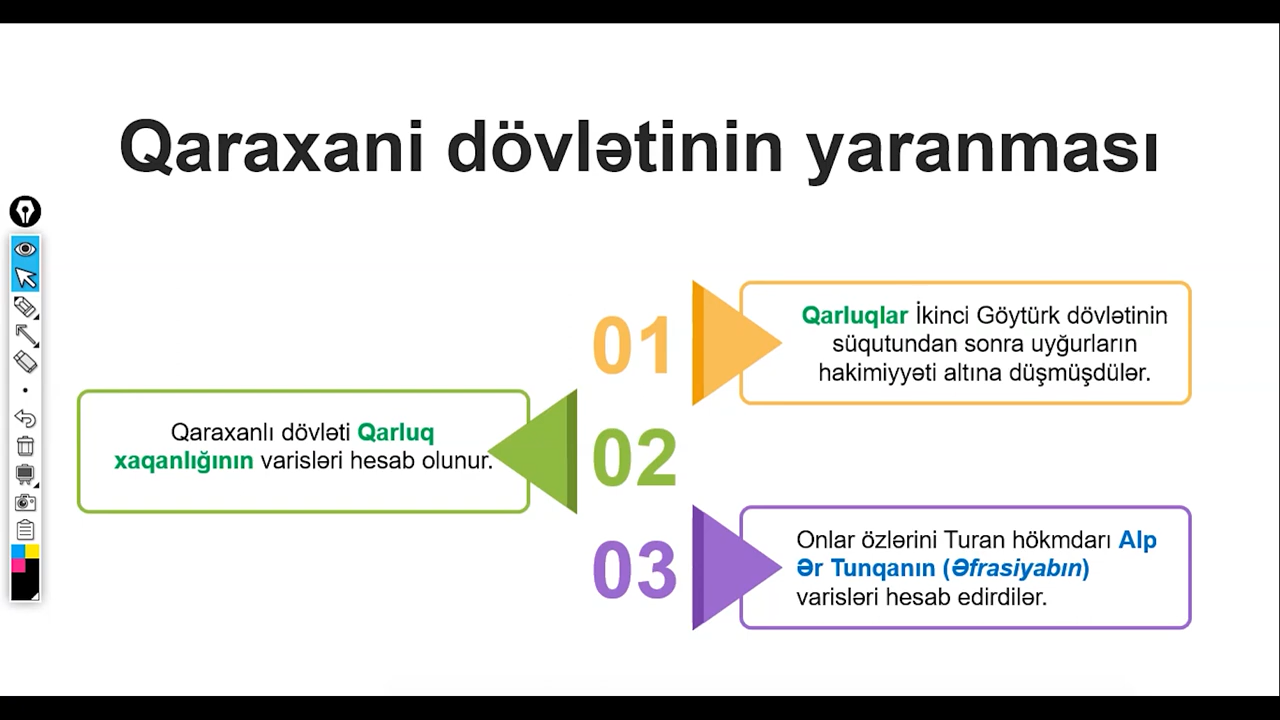 Qaraxani dövlətinin yaranması
01
Qarluqlar İkinci Göytürk dövlətinin
süqutundan sonra uyğurların
hakimiyyəti altına düşmüşdülər.
02
Qaraxanlı dövləti Qarluq
xaqanlığının varisləri hesab olunur.
03
Onlar özlərini Turan hökmdarı Alp
Ər Tunqanın (Əfrasiyabın)
varisləri hesab edirdilər.